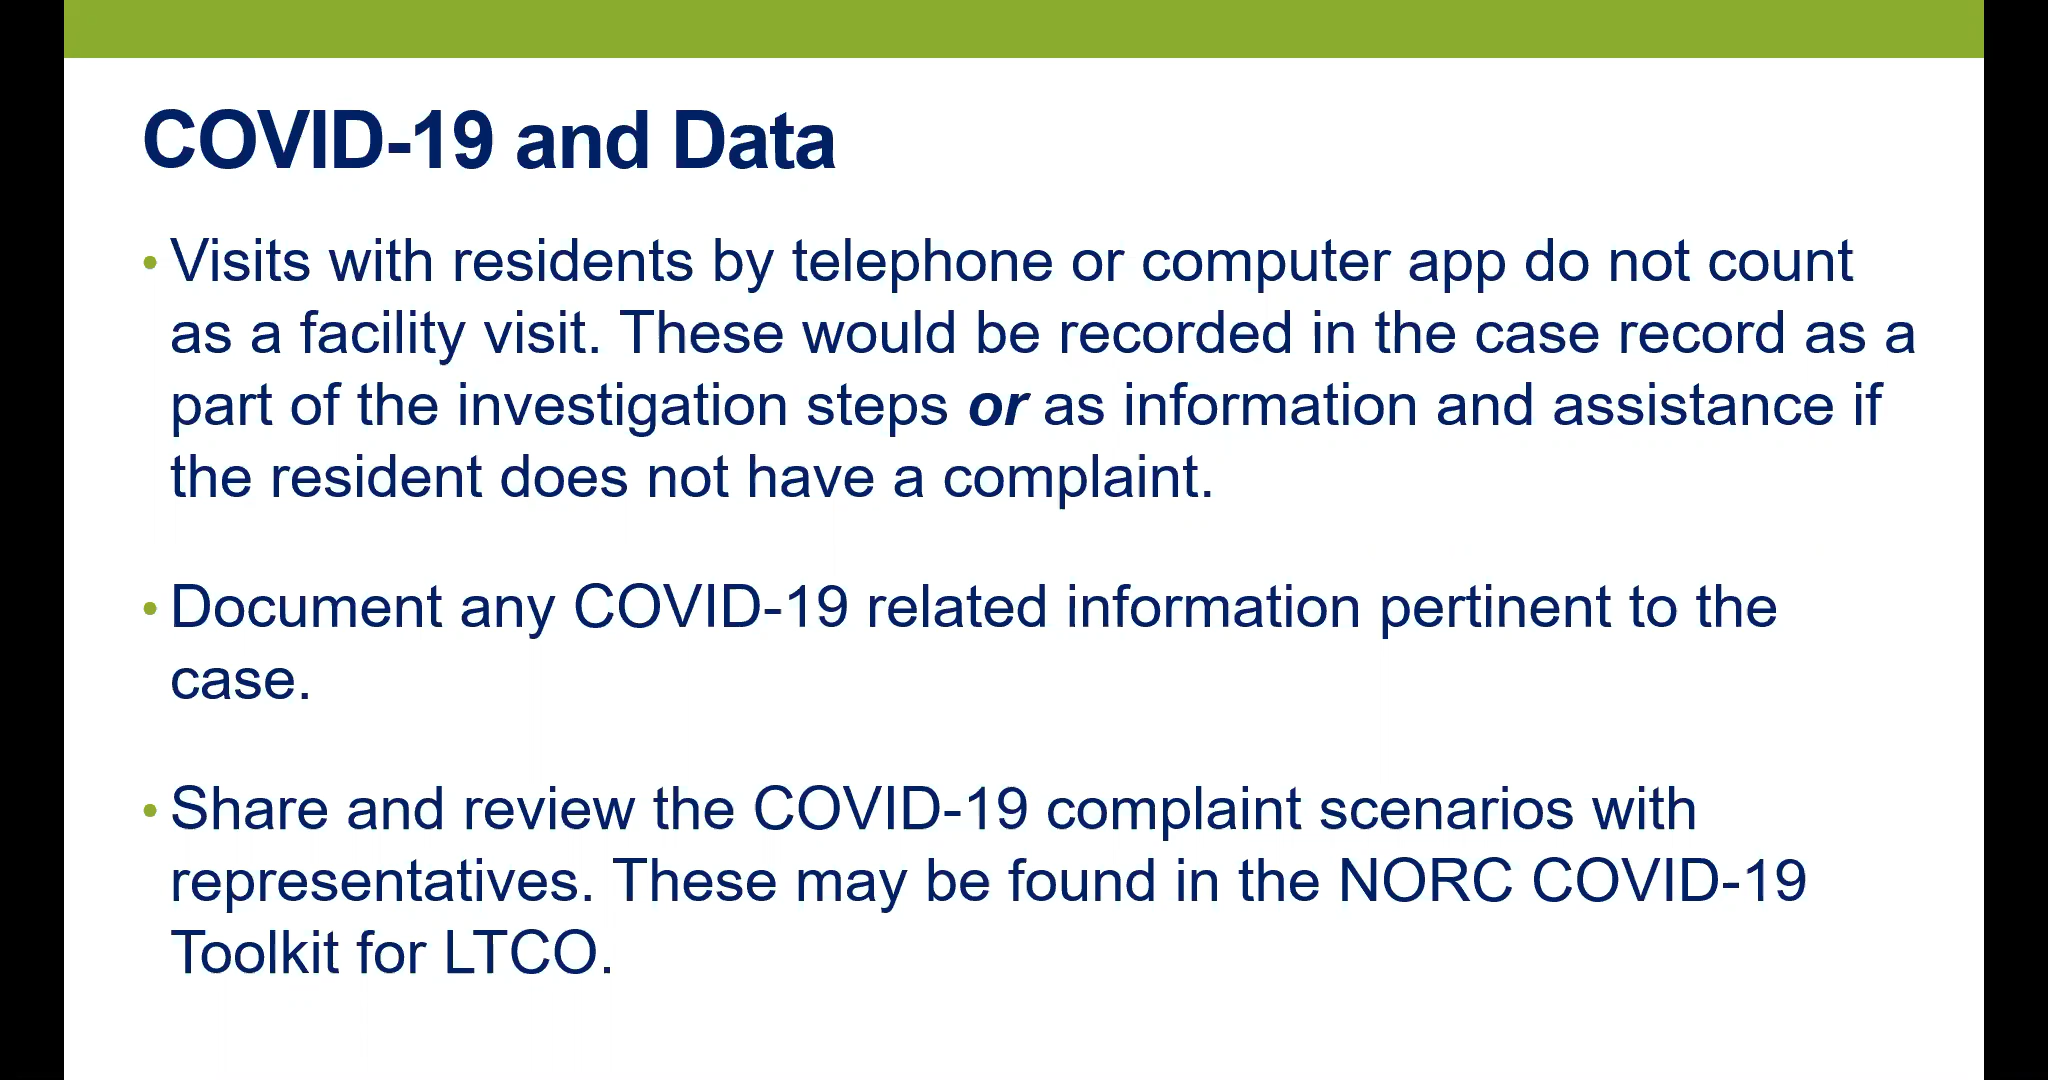 COVID-19 and Data
• Visits with residents by telephone or computer app do not count
as a facility visit. These would be recorded in the case record as a
part of the investigation steps or as information and assistance if
the resident does not have a complaint.
• Document any COVID-19 related information pertinent to the
case.
• Share and review the COVID-19 complaint scenarios with
representatives. These may be found in the NORC COVID-19
Toolkit for LTCO.